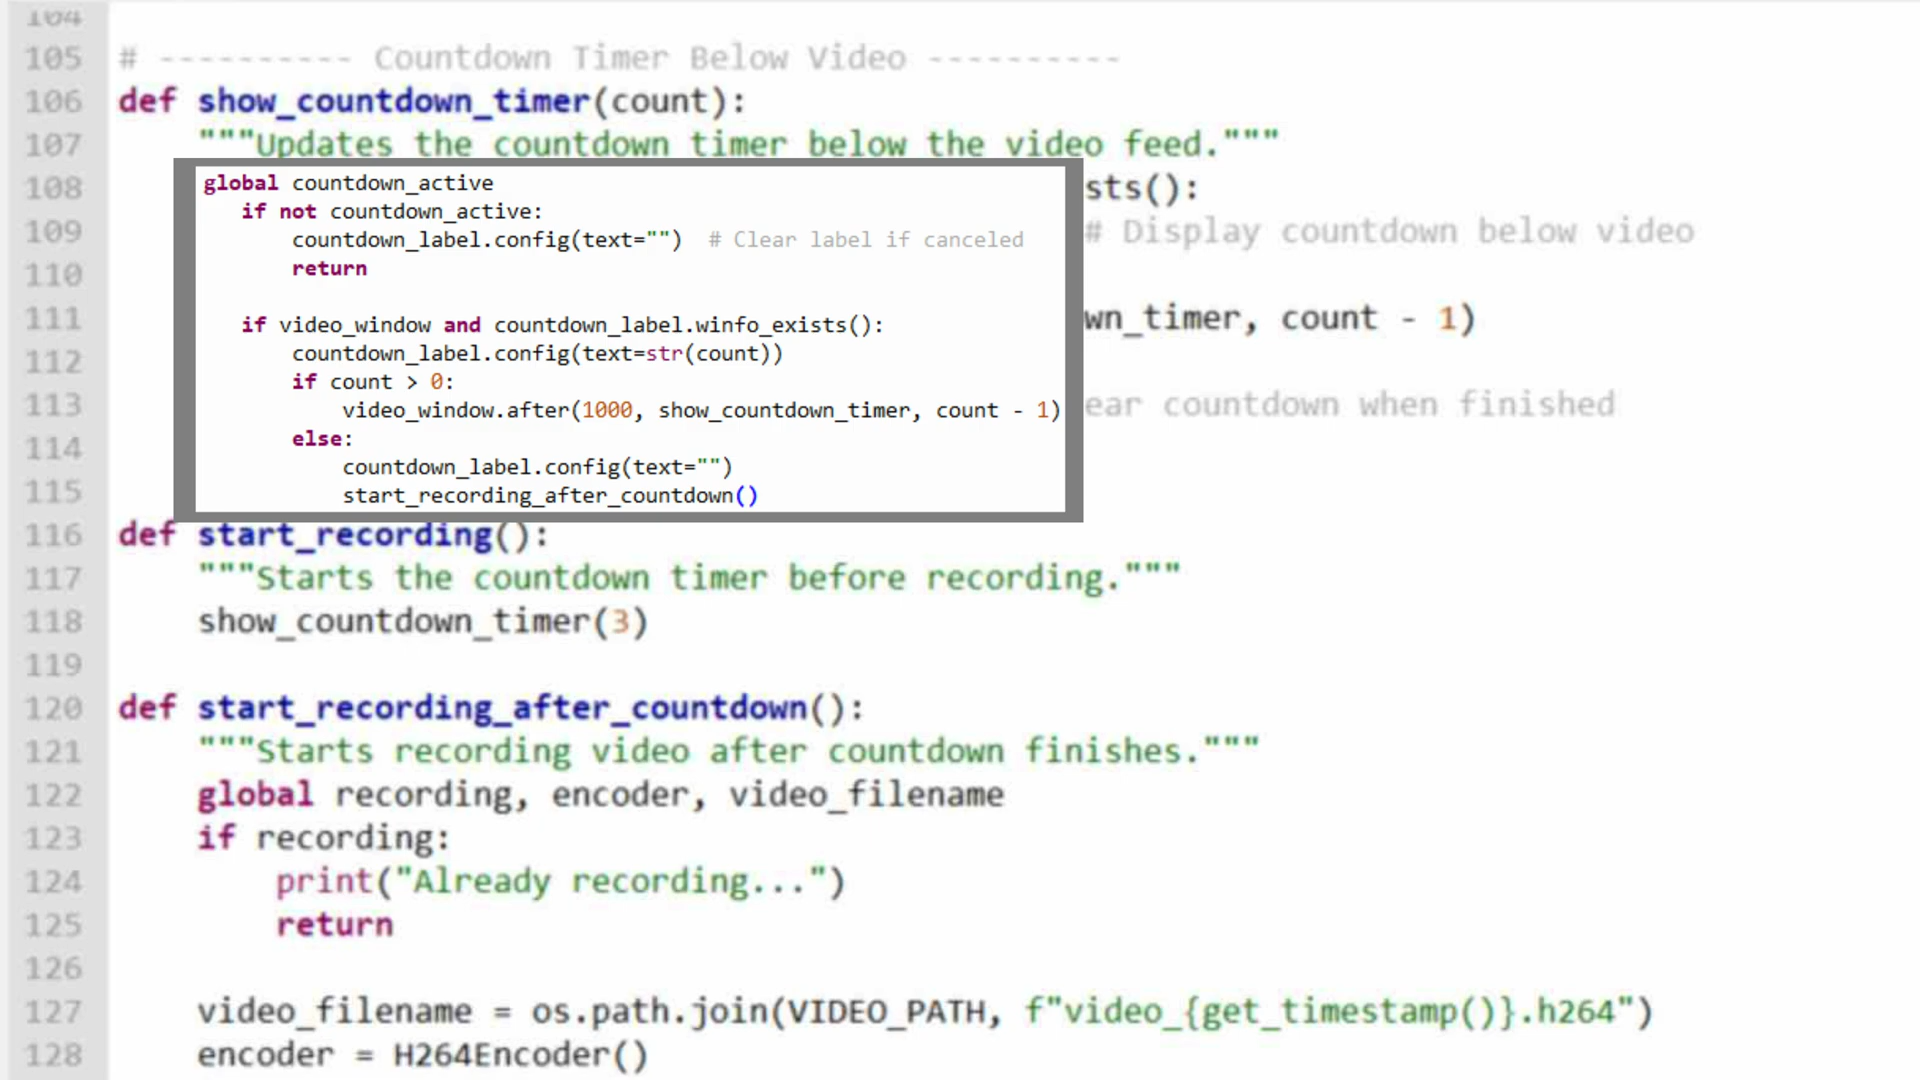 104
105 # ---------- Countdown Timer Below Video ----------
106 def show_countdown_timer(count):
107 """Updates the countdown timer below the video feed."""
108 sts():
109 # Display countdown below video
110
111 wn_timer, count - 1)
112
113 ear countdown when finished
114
115
global countdown_active
if not countdown_active:
countdown_label.config(text="") # Clear label if canceled
return
if video_window and countdown_label.winfo_exists():
countdown_label.config(text=str(count))
if count > 0:
video_window.after(1000, show_countdown_timer, count - 1)
else:
countdown_label.config(text="")
start_recording_after_countdown()
116 def start_recording():
117 """Starts the countdown timer before recording."""
118 show_countdown_timer(3)
119
120 def start_recording_after_countdown():
121 """Starts recording video after countdown finishes."""
122 global recording, encoder, video_filename
123 if recording:
124 print("Already recording...")
125 return
126
127 video_filename = os.path.join(VIDEO_PATH, f"video_{get_timestamp()}.h264")
128 encoder = H264Encoder()